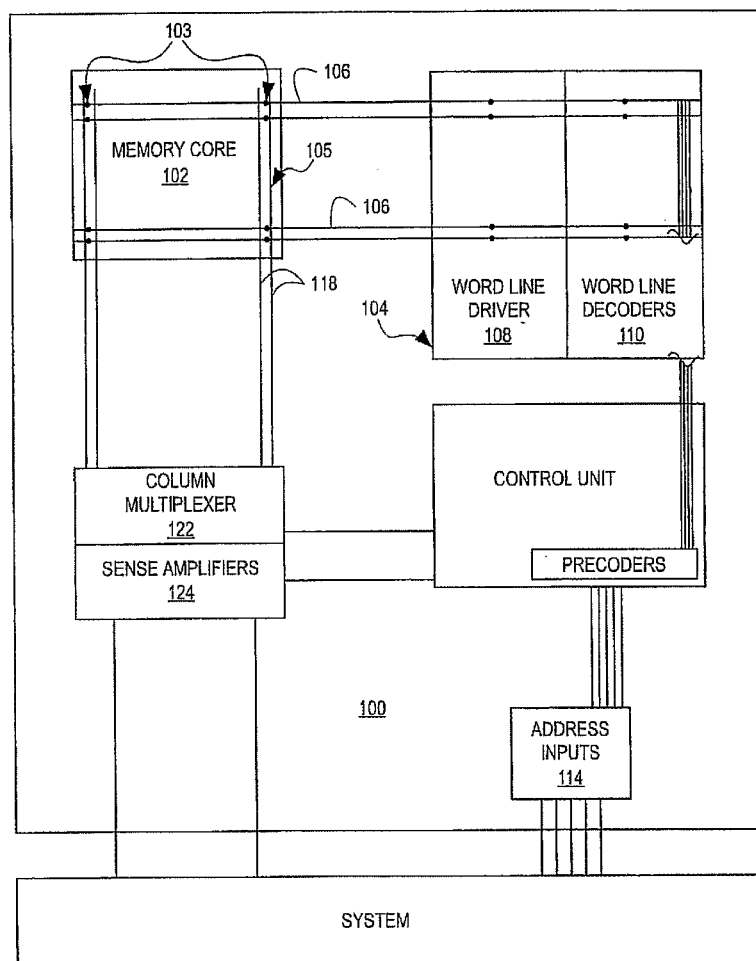 103
106
MEMORY CORE
102
105
106
118
WORD LINE
DRIVER
108
WORD LINE
DECODERS
110
104
COLUMN
MULTIPLEXER
122
SENSE AMPLIFIERS
124
CONTROL UNIT
PRECODERS
100
ADDRESS
INPUTS
114
SYSTEM